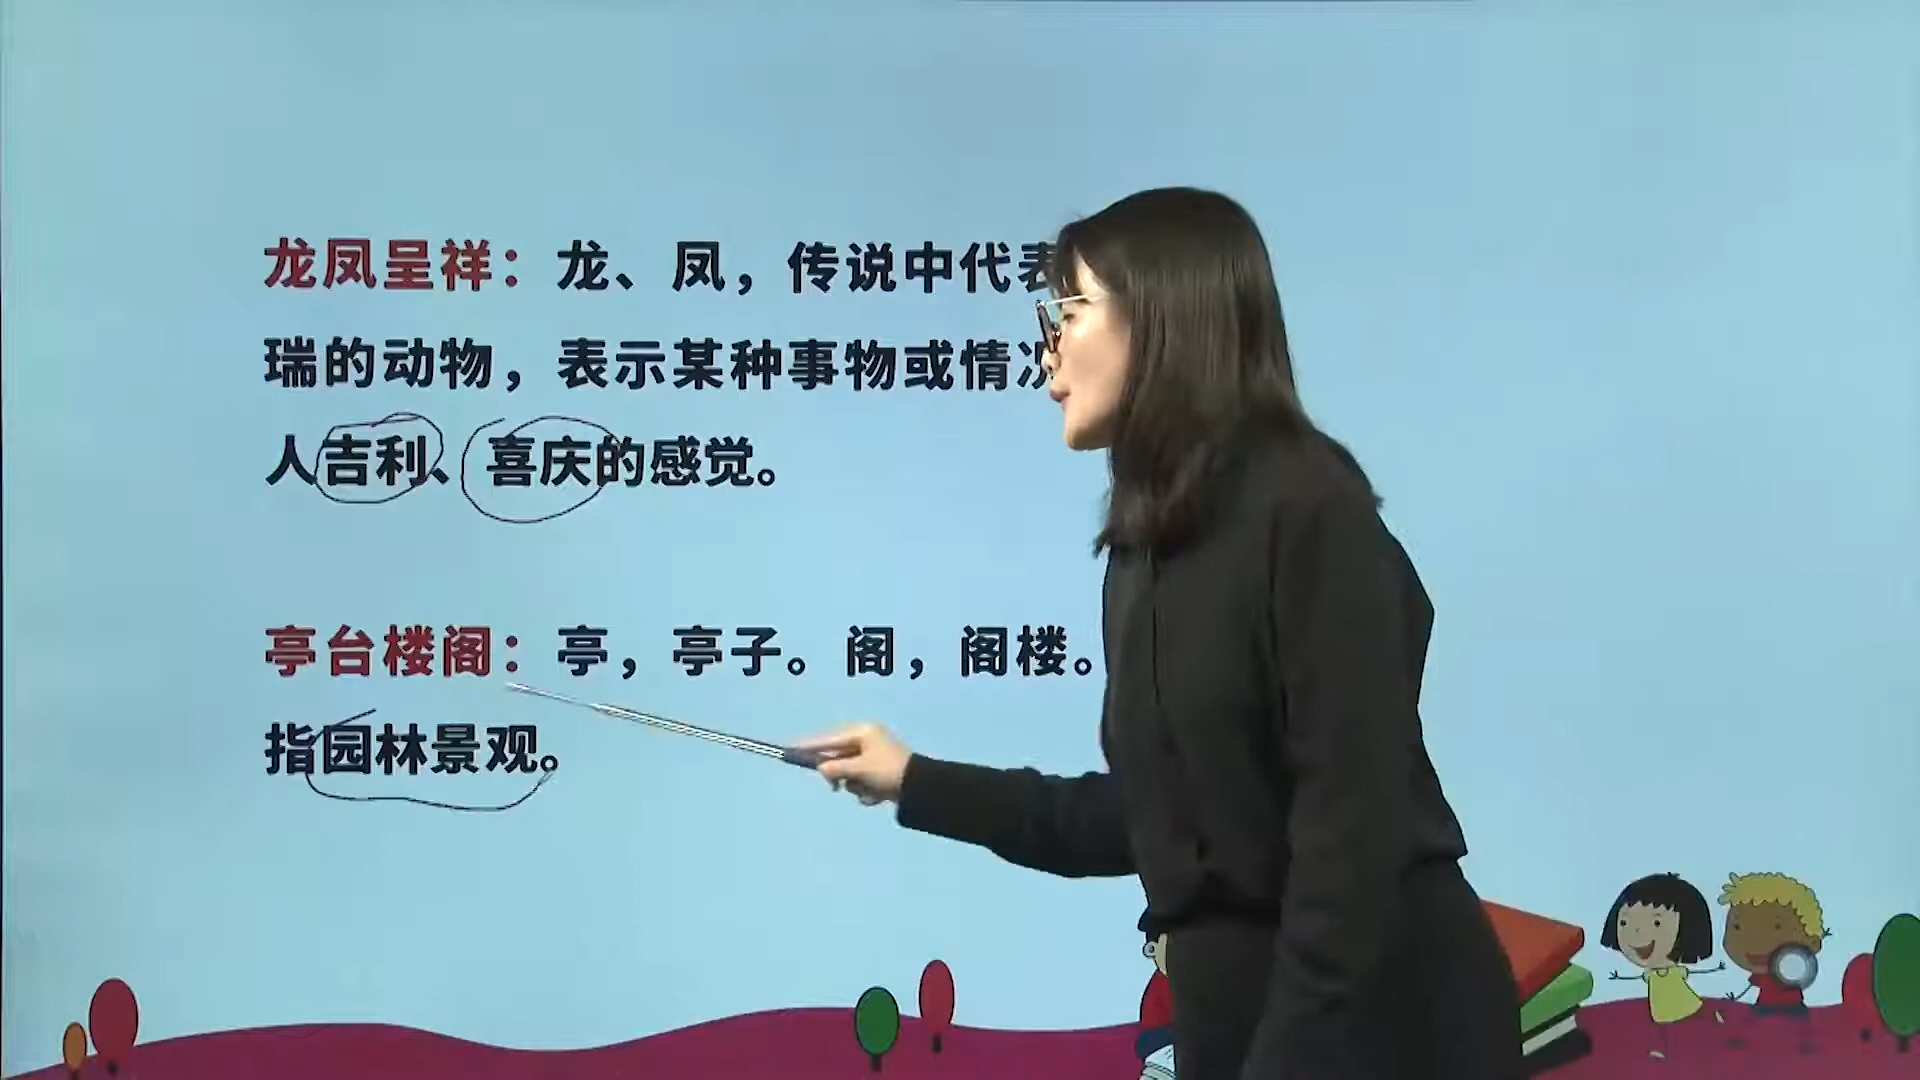 龙凤呈祥：龙、凤，传说中代表
瑞的动物，表示某种事物或情况
人吉利、喜庆的感觉。
亭台楼阁：亭，亭子。阁，阁楼。
指园林景观。